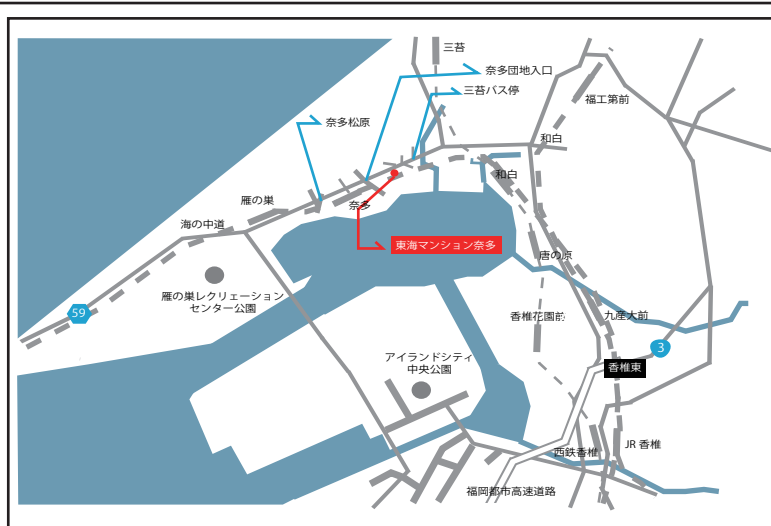 三苫
奈多団地入口
三苫バス停
福工第前
奈多松原
和白
和白
雁の巣
奈多
海の中道
東海マンション奈多
唐の原
雁の巣レクリェーション
センター公園
59
香椎花園前
九産大前
3
アイランドシティ
中央公園
香椎東
西鉄香椎
JR 香椎
福岡都市高速道路